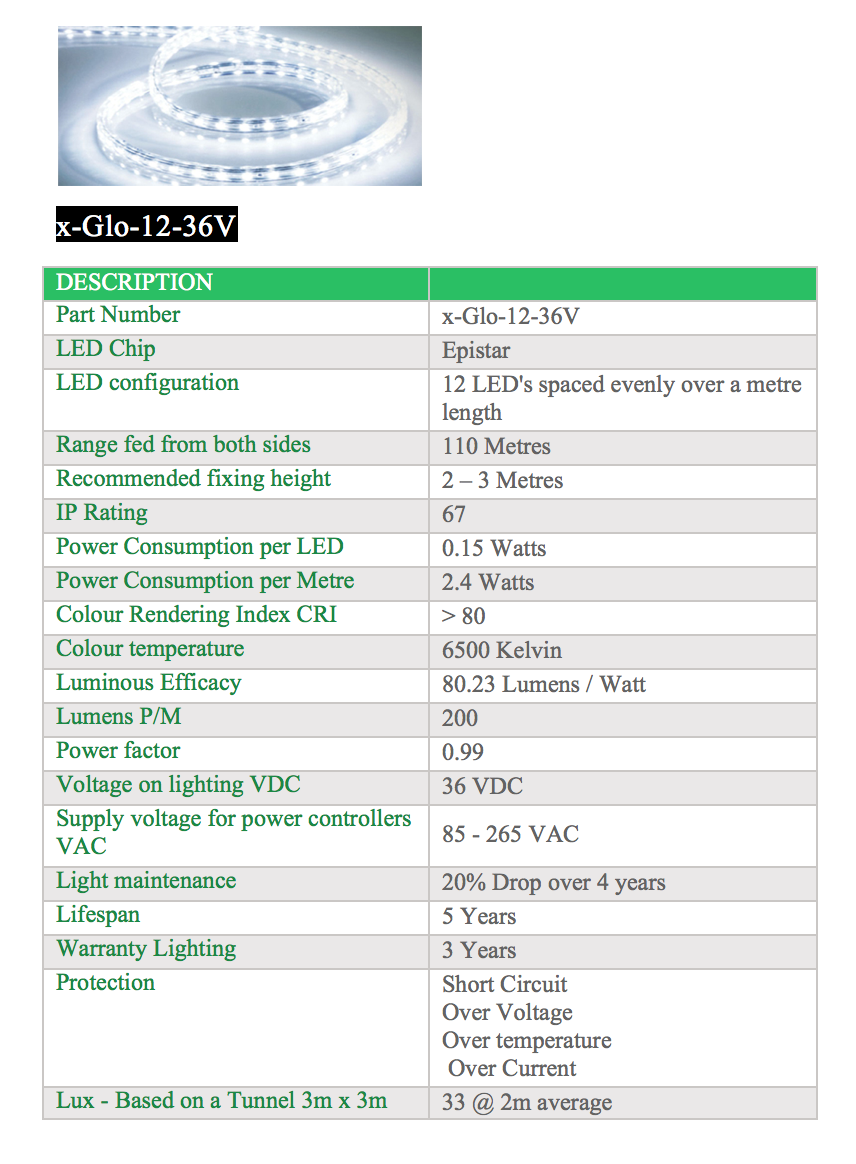 x-Glo-12-36V
DESCRIPTION
Part Number
x-Glo-12-36V
LED Chip
Epistar
LED configuration
12 LED's spaced evenly over a metre
length
Range fed from both sides
110 Metres
Recommended fixing height
2 – 3 Metres
IP Rating
67
Power Consumption per LED
0.15 Watts
Power Consumption per Metre
2.4 Watts
Colour Rendering Index CRI
> 80
Colour temperature
6500 Kelvin
Luminous Efficacy
80.23 Lumens / Watt
Lumens P/M
200
Power factor
0.99
Voltage on lighting VDC
36 VDC
Supply voltage for power controllers
VAC
85 - 265 VAC
Light maintenance
20% Drop over 4 years
Lifespan
5 Years
Warranty Lighting
3 Years
Protection
Short Circuit
Over Voltage
Over temperature
Over Current
Lux - Based on a Tunnel 3m x 3m
33 @ 2m average